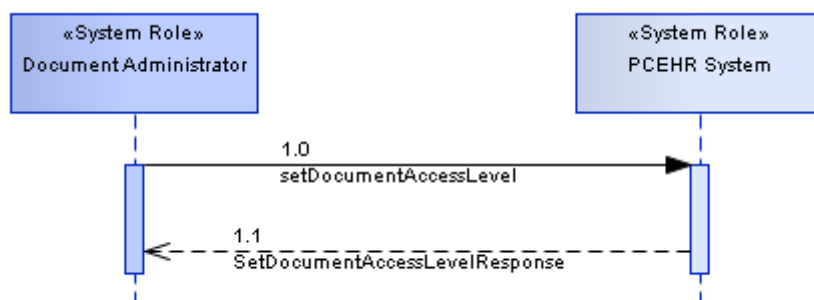 «System Role»
Document Administrator
«System Role»
PCEHR System
1.0
setDocumentAccessLevel
1.1
SetDocumentAccessLevelResponse